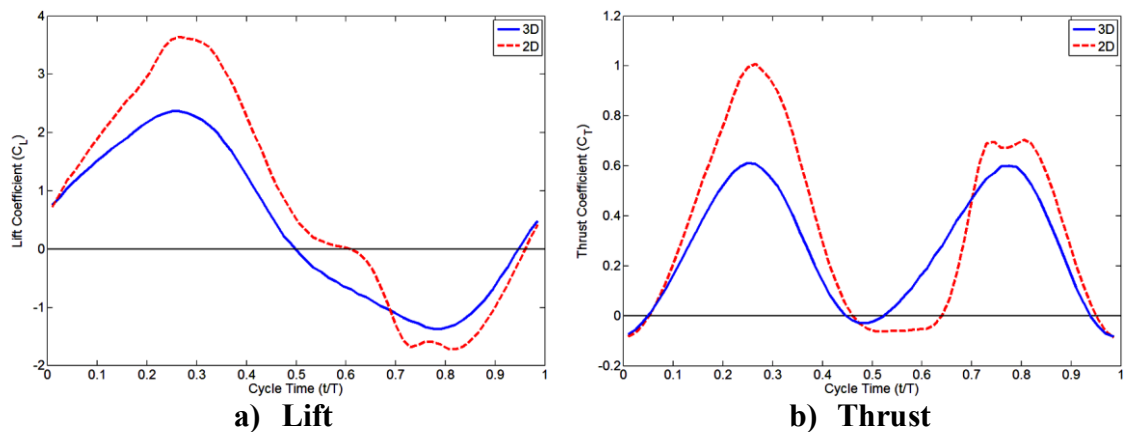 4
3
2
1
0
-1
-2
Lift Coefficient (C_L)
3D
2D
0 0.1 0.2 0.3 0.4 0.5 0.6 0.7 0.8 0.9 1
Cycle Time (t/T)
a) Lift
1.2
1
0.8
0.6
0.4
0.2
0
-0.2
Thrust Coefficient (C_T)
3D
2D
0 0.1 0.2 0.3 0.4 0.5 0.6 0.7 0.8 0.9 1
Cycle Time (t/T)
b) Thrust